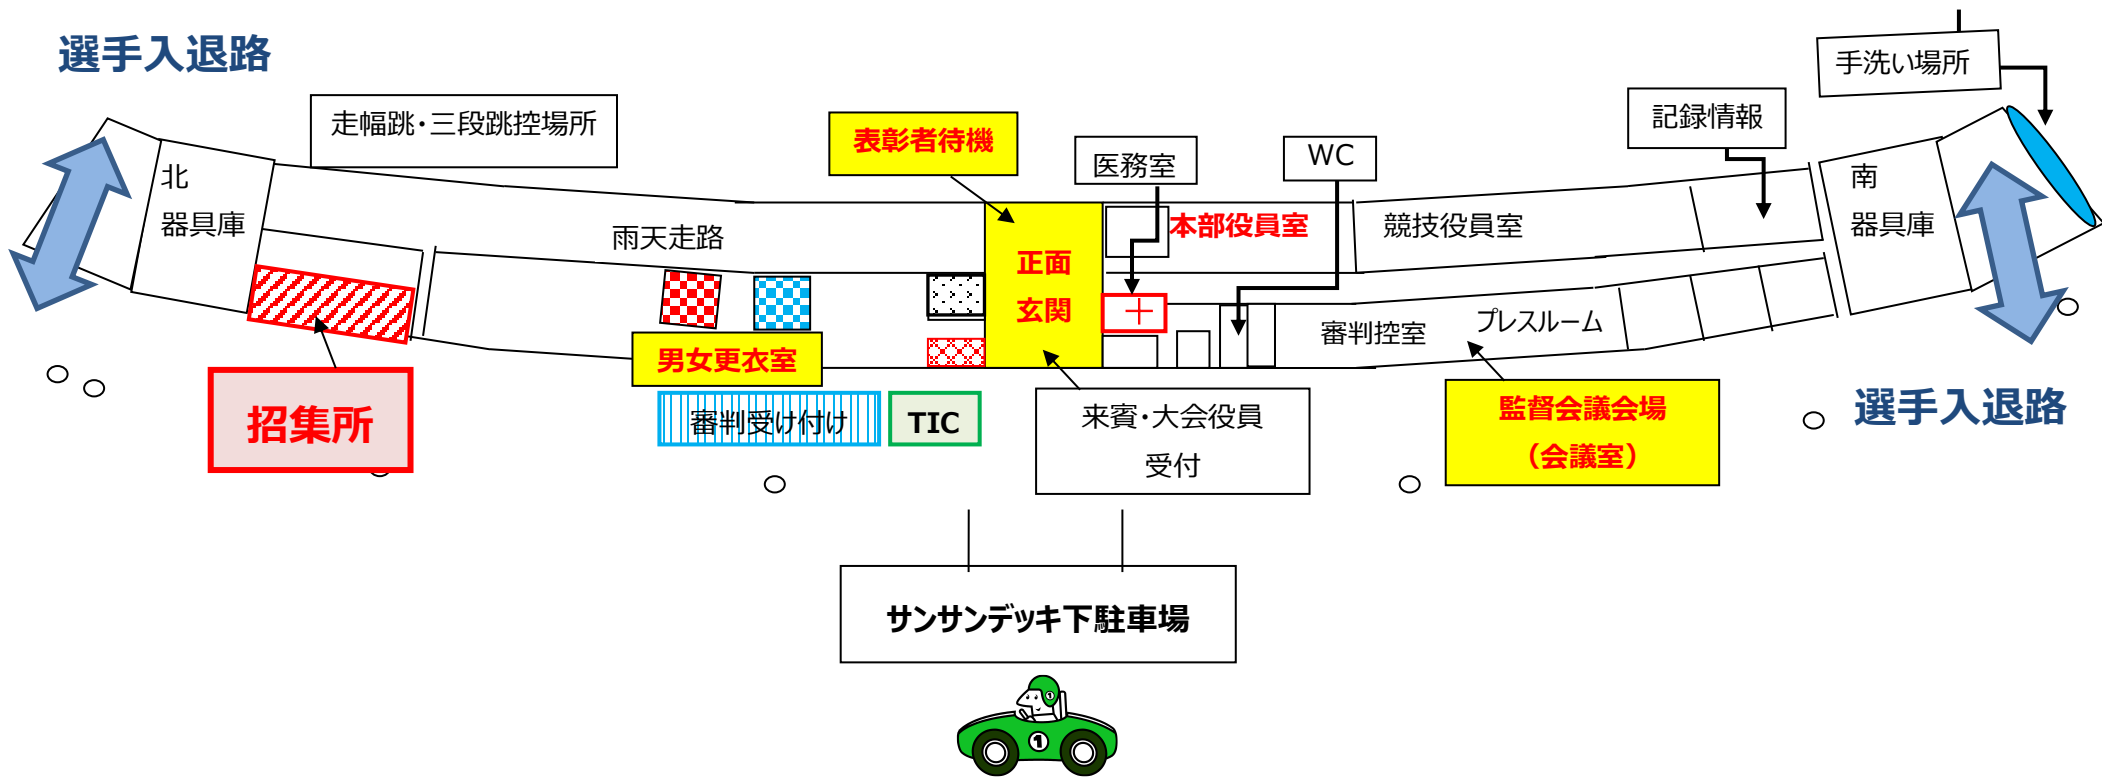 選手入退路
走幅跳・三段跳控場所
表彰者待機
医務室
WC
記録情報
手洗い場所
北
器具庫
雨天走路
正面
玄関
本部役員室
競技役員室
南
器具庫
審判控室
プレスルーム
男女更衣室
招集所
審判受け付け
TIC
来賓・大会役員
受付
監督会議会場
（会議室）
選手入退路
サンサンデッキ下駐車場
1
1